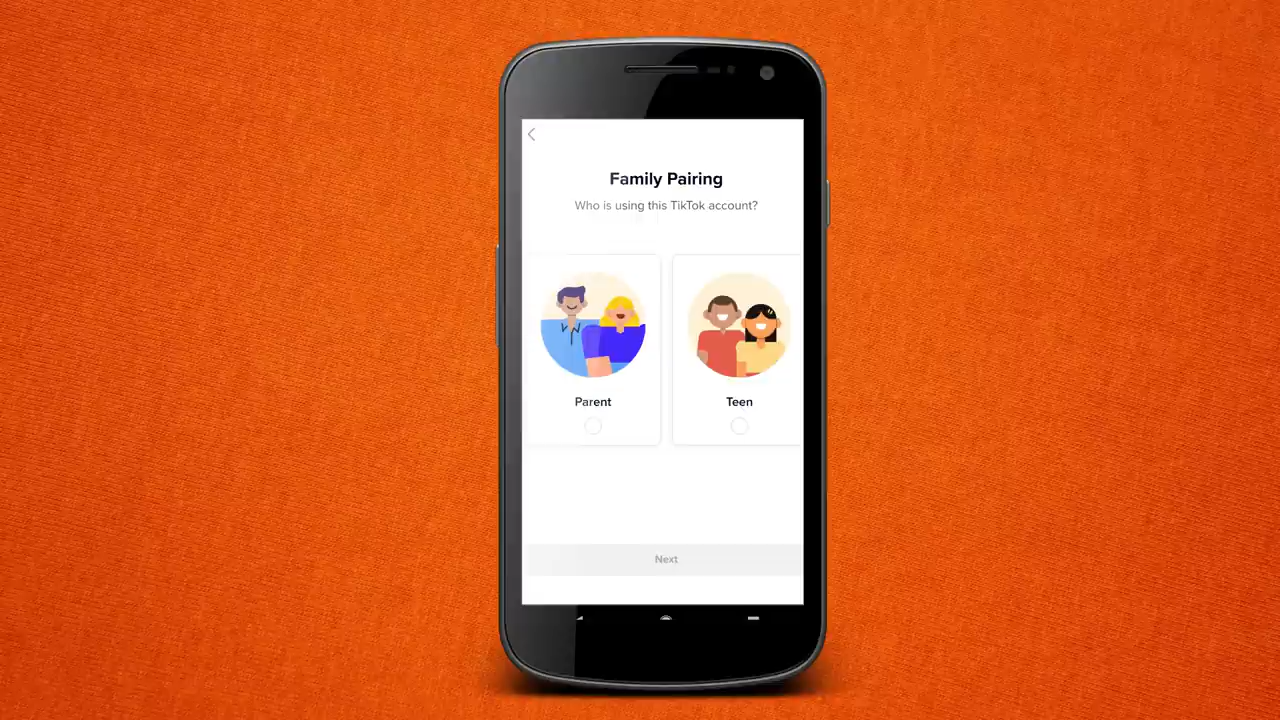 Family Pairing
Who is using this TikTok account?
Parent
Teen
Next